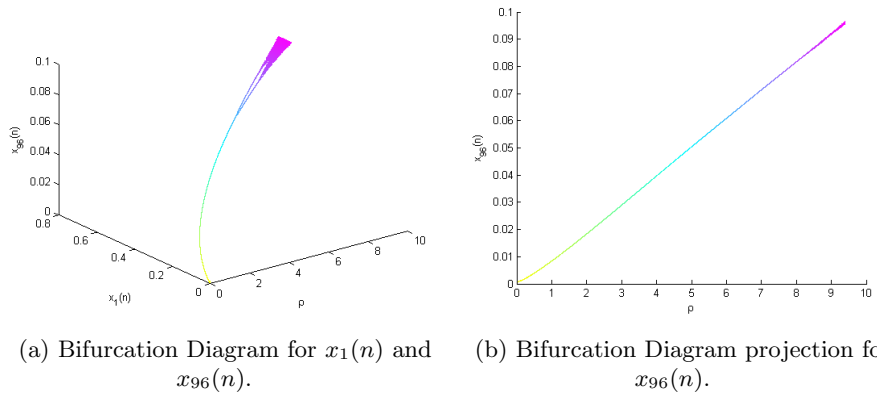 0.1
0.08
0.06
0.04
0.02
0
x96(n)
0.8
0.6
0.4
0.2
0
x1(n)
0
2
4
6
8
10
ρ
0.1
0.09
0.08
0.07
0.06
0.05
0.04
0.03
0.02
0.01
0
x96(n)
0 1 2 3 4 5 6 7 8 9 10
ρ
(a) Bifurcation Diagram for x1(n) and
x96(n).
(b) Bifurcation Diagram projection fo
x96(n).